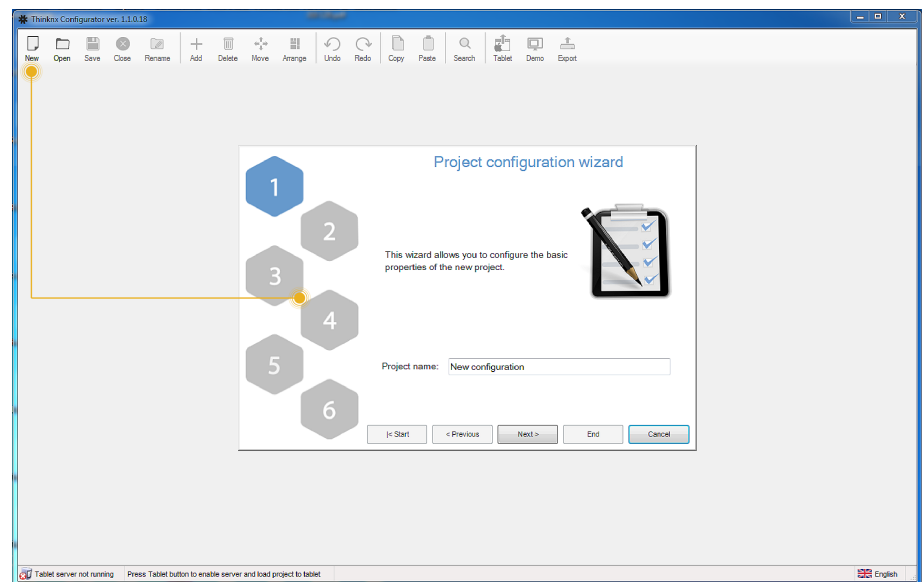 Thinknx Configurator ver. 1.1.0.18
New Open Save Close Rename Add Delete Move Arrange Undo Redo Copy Paste Search Tablet Demo Export
Project configuration wizard
1
2
3
4
5
6
This wizard allows you to configure the basic
properties of the new project.
Project name: New configuration
|< Start < Previous Next > End Cancel
Tablet server not running Press Tablet button to enable server and load project to tablet English